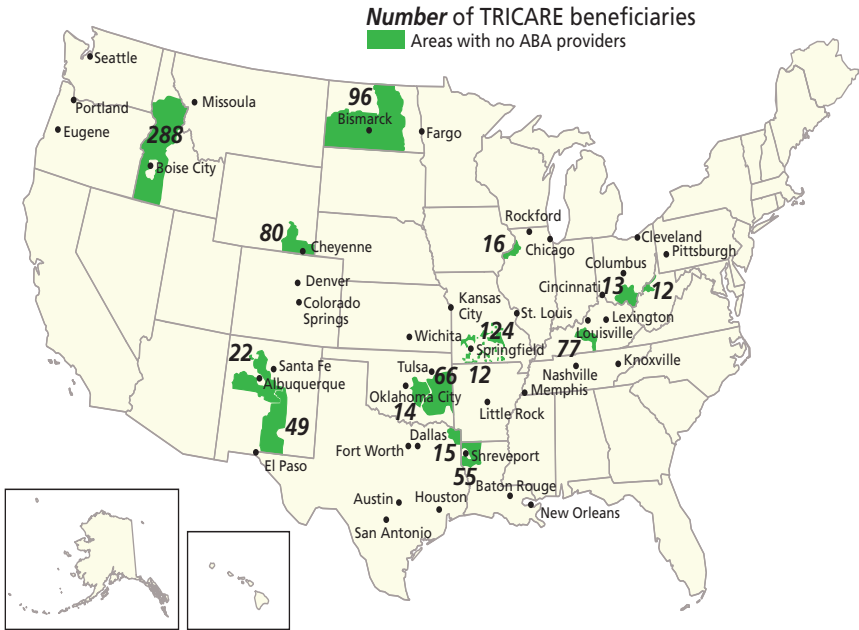 Number of TRICARE beneficiaries
Areas with no ABA providers
Seattle
Portland
Eugene
Missoula
288
Boise City
96
Bismarck
Fargo
80
Cheyenne
Denver
Colorado
Springs
Rockford
16
Chicago
Cleveland
Pittsburgh
Columbus
Cincinnati
13
12
Kansas
City
St. Louis
Lexington
Louisville
Wichita
124
Springfield
77
Knoxville
Nashville
22
Santa Fe
Albuquerque
Tulsa
66
12
Oklahoma City
14
Memphis
Little Rock
49
Dallas
Fort Worth
15
Shreveport
55
El Paso
Baton Rouge
Austin
Houston
New Orleans
San Antonio